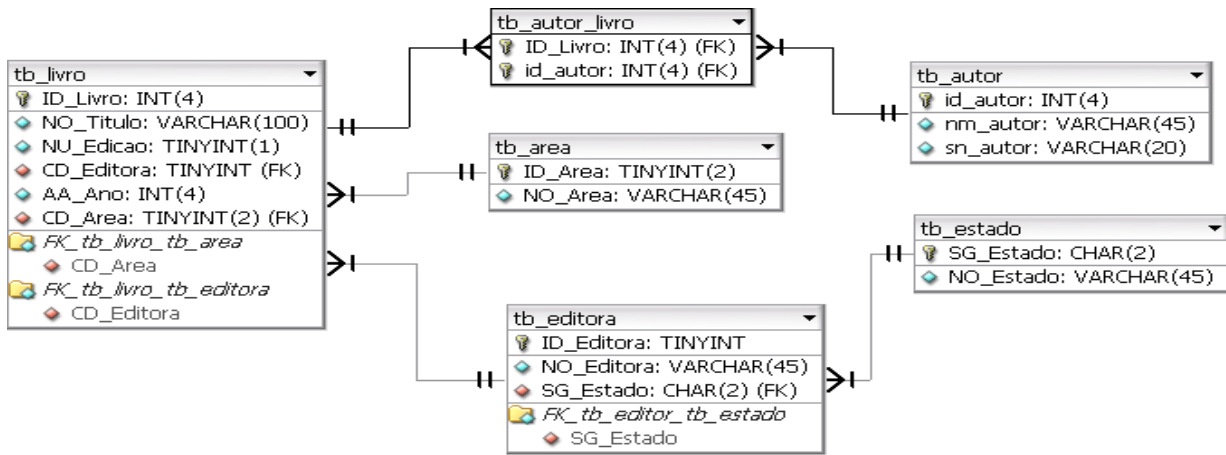 tb_autor_livro
ID_Livro: INT(4) (FK)
id_autor: INT(4) (FK)
tb_livro
ID_Livro: INT(4)
NO_Titulo: VARCHAR(100)
NU_Edicao: TINYINT(1)
CD_Editora: TINYINT (FK)
AA_Ano: INT(4)
CD_Area: TINYINT(2) (FK)
FK_tb_livro_tb_area
CD_Area
FK_tb_livro_tb_editora
CD_Editora
tb_autor
id_autor: INT(4)
nm_autor: VARCHAR(45)
sn_autor: VARCHAR(20)
tb_area
ID_Area: TINYINT(2)
NO_Area: VARCHAR(45)
tb_estado
SG_Estado: CHAR(2)
NO_Estado: VARCHAR(45)
tb_editora
ID_Editora: TINYINT
NO_Editora: VARCHAR(45)
SG_Estado: CHAR(2) (FK)
FK_tb_editor_tb_estado
SG_Estado